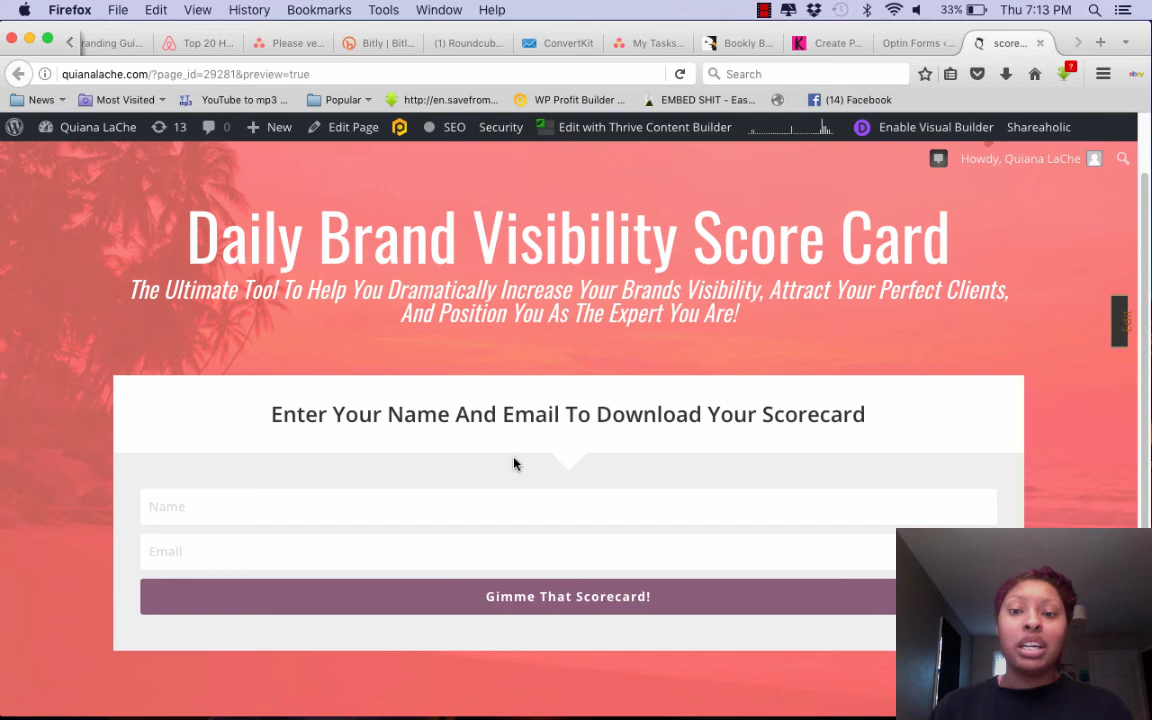 Firefox File Edit View History Bookmarks Tools Window Help 33% Thu 7:13 PM
randing Gui... Top 20 H... Please ve... Bitly | Bitl... (1) Roundcub... ConvertKit My Tasks... Bookly B... Create P... Optin Forms ‹... score...
quianalache.com/?page_id=29281&preview=true Search ?
News Most Visited YT mp3 YouTube to mp3 ... Popular http://en.savefrom... WP Profit Builder ... EMBED SHIT - Eas... (14) Facebook ebay
Quiana LaChe 13 0 New Edit Page SEO Security Edit with Thrive Content Builder D Enable Visual Builder Shareaholic
Howdy, Quiana LaChe
Daily Brand Visibility Score Card
The Ultimate Tool To Help You Dramatically Increase Your Brands Visibility, Attract Your Perfect Clients,
And Position You As The Expert You Are!
Edit
Enter Your Name And Email To Download Your Scorecard
Name
Email
Gimme That Scorecard!